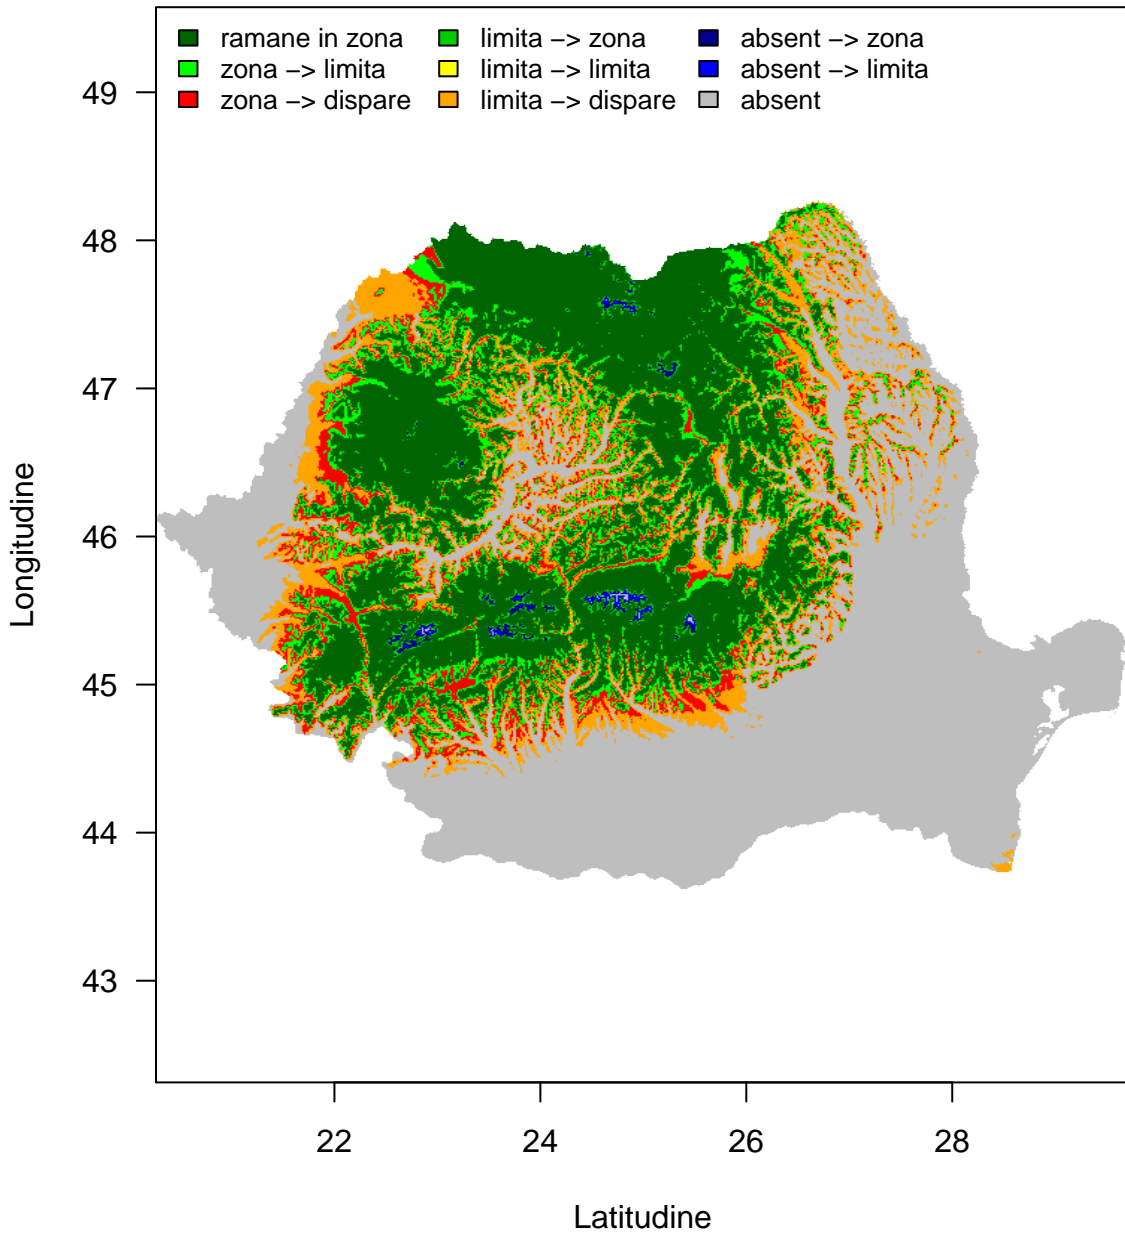 ramane in zona limita −> zona absent −> zona
zona −> limita limita −> limita absent −> limita
zona −> dispare limita −> dispare absent
49
48
47
46
45
44
43
Longitudine
22 24 26 28
Latitudine